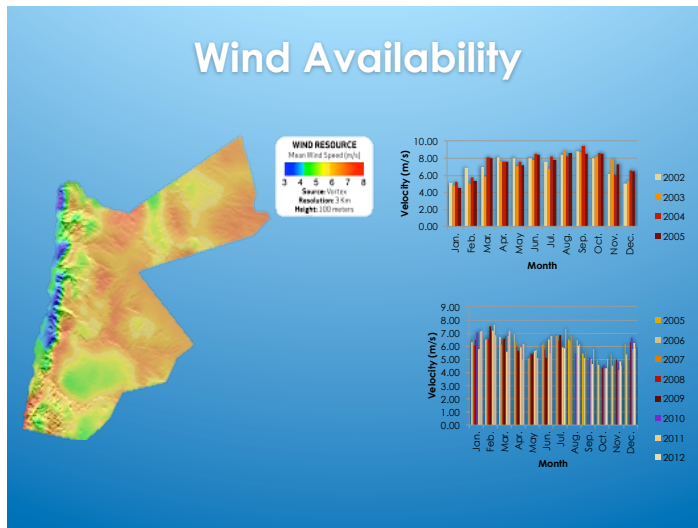 Wind Availability
WIND RESOURCE
Mean Wind Speed (m/s)
3 4 5 6 7 8
Source: Vortex
Resolution: 3 Km
Height: 100 meters
Velocity (m/s)
10.00
8.00
6.00
4.00
2.00
0.00
Jan. Feb. Mar. Apr. May Jun. Jul. Aug. Sep. Oct. Nov. Dec.
Month
2002
2003
2004
2005
Velocity (m/s)
9.00
8.00
7.00
6.00
5.00
4.00
3.00
2.00
1.00
0.00
Jan. Feb. Mar. Apr. May Jun. Jul. Aug. Sep. Oct. Nov. Dec.
Month
2005
2006
2007
2008
2009
2010
2011
2012